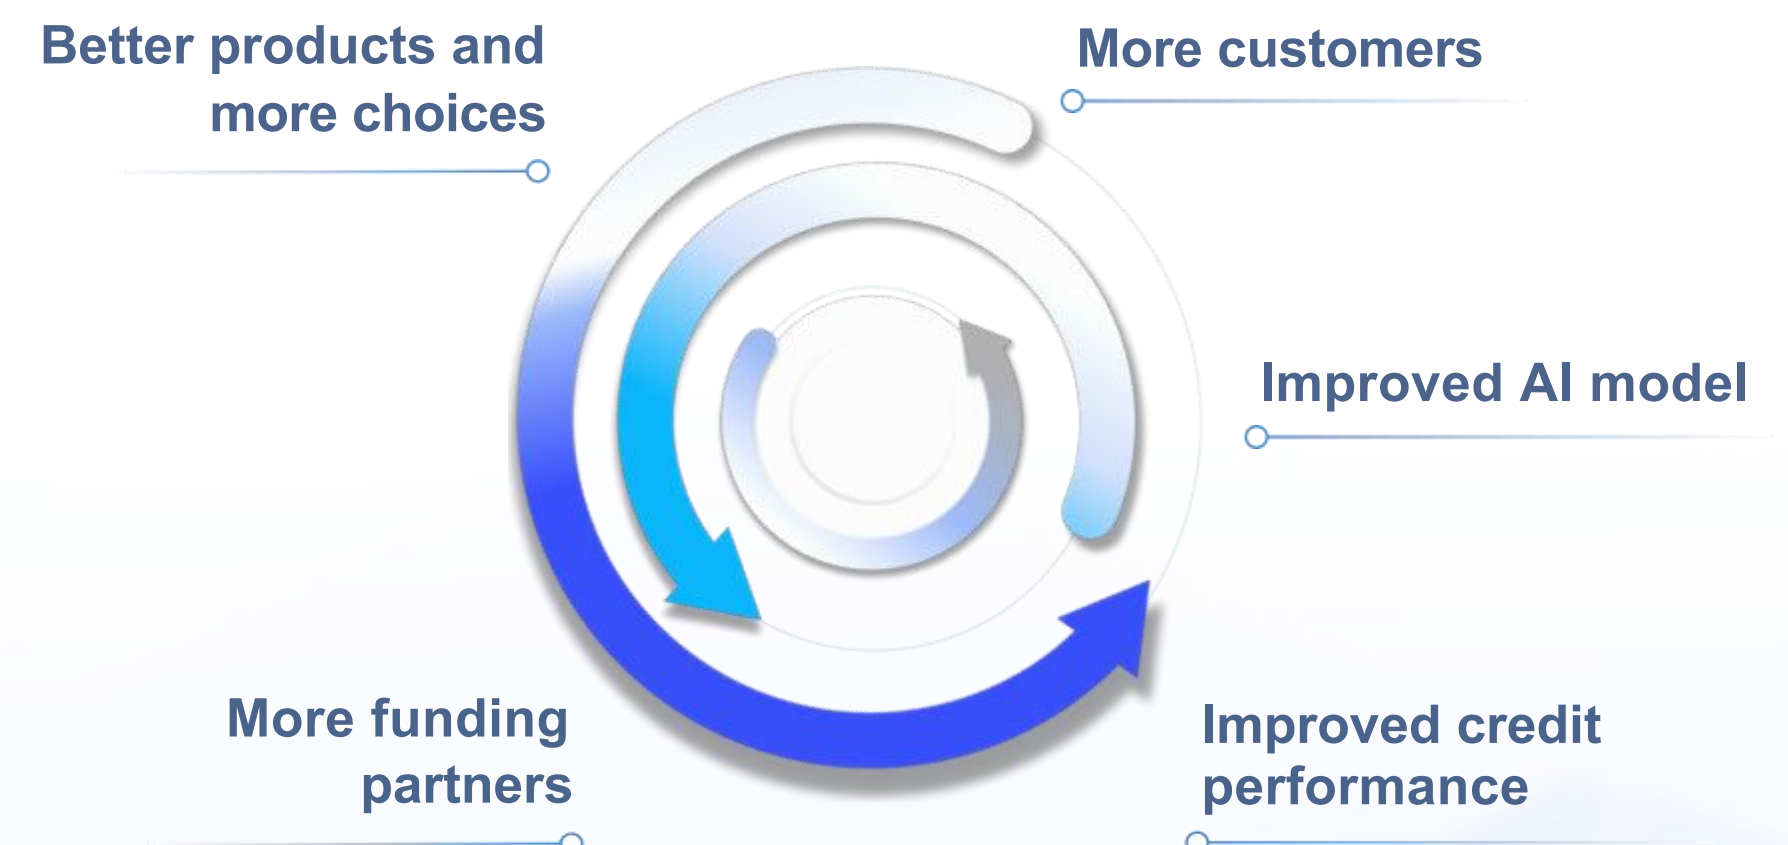 Better products and
more choices
More customers
Improved AI model
More funding
partners
Improved credit
performance